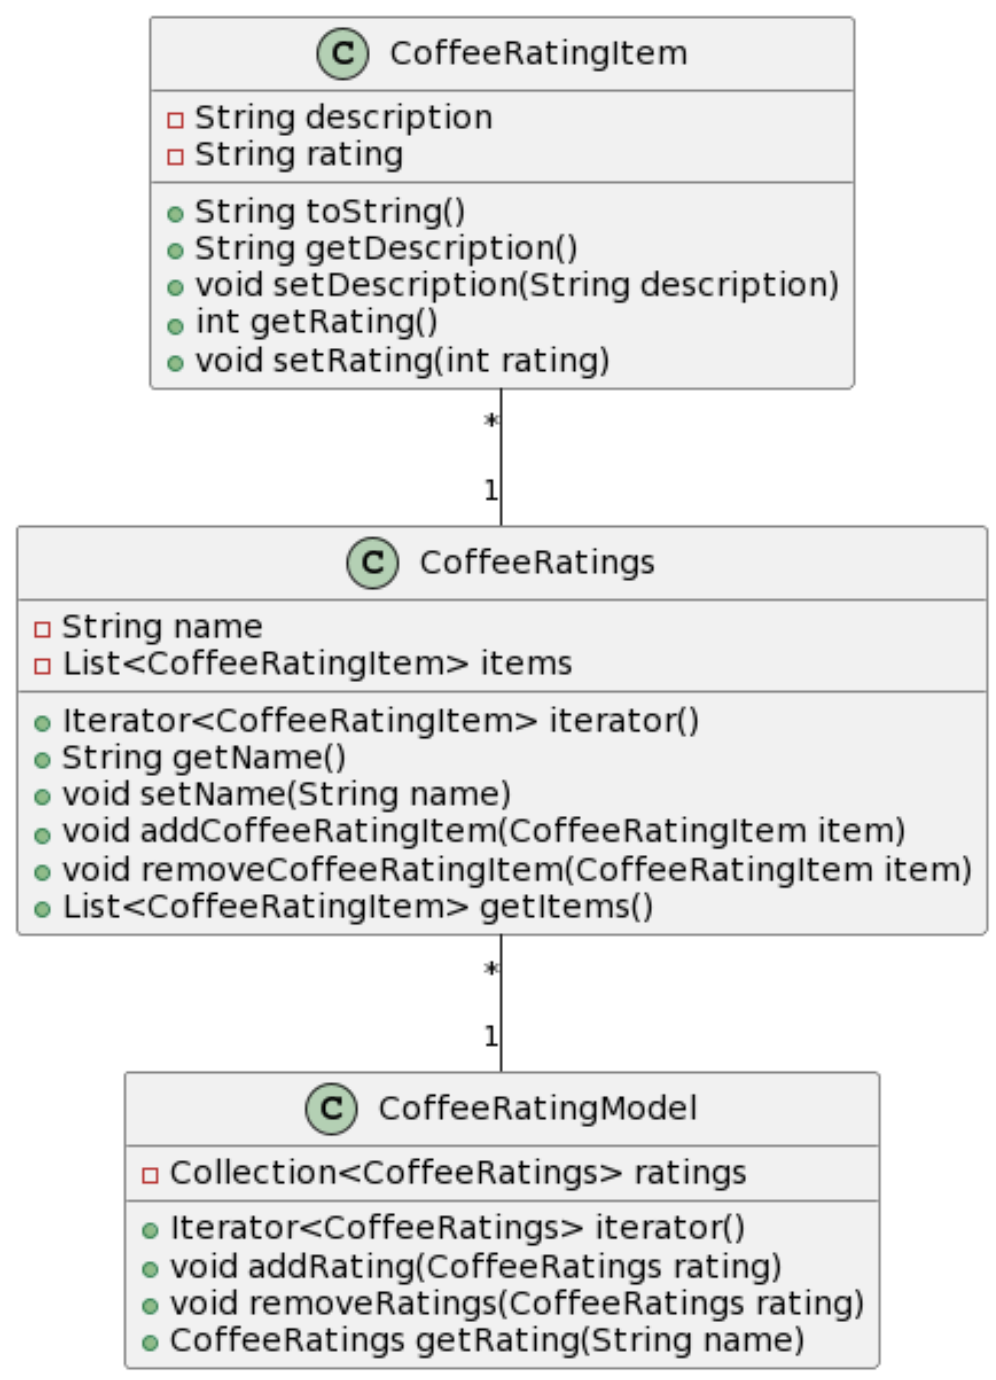 C CoffeeRatingItem
String description
String rating
String toString()
String getDescription()
void setDescription(String description)
int getRating()
void setRating(int rating)
*
1
C CoffeeRatings
String name
List<CoffeeRatingItem> items
Iterator<CoffeeRatingItem> iterator()
String getName()
void setName(String name)
void addCoffeeRatingItem(CoffeeRatingItem item)
void removeCoffeeRatingItem(CoffeeRatingItem item)
List<CoffeeRatingItem> getItems()
*
1
C CoffeeRatingModel
Collection<CoffeeRatings> ratings
Iterator<CoffeeRatings> iterator()
void addRating(CoffeeRatings rating)
void removeRatings(CoffeeRatings rating)
CoffeeRatings getRating(String name)